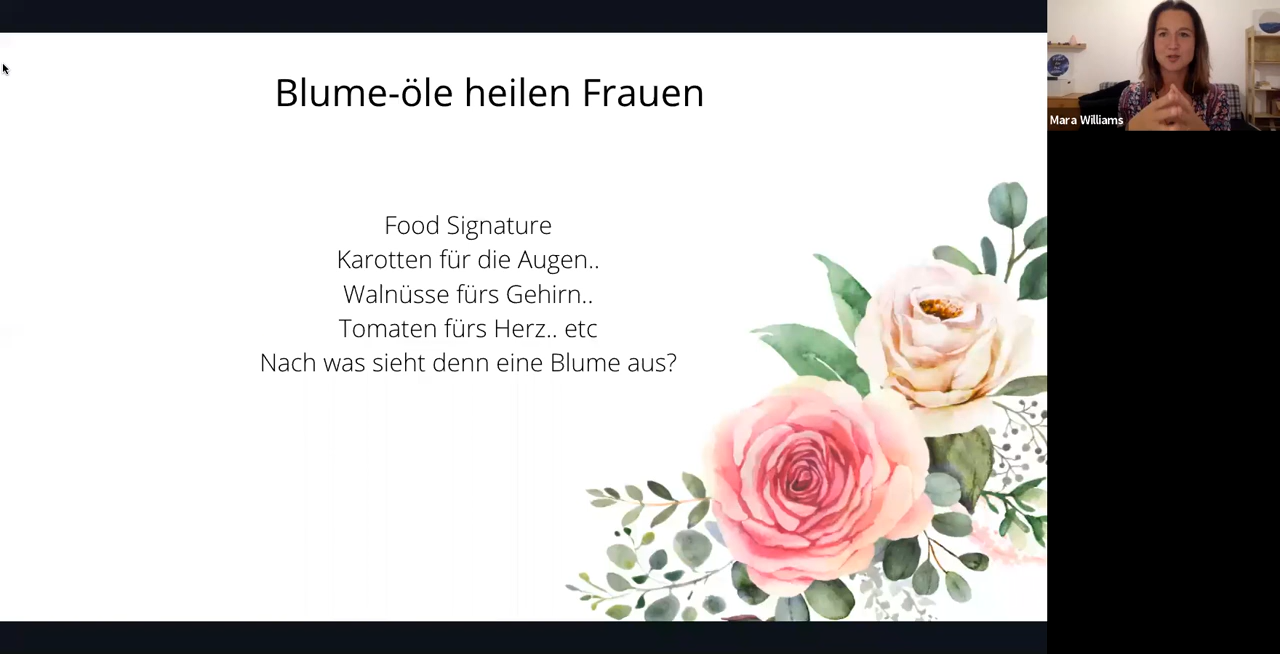 Blume-öle heilen Frauen
Food Signature
Karotten für die Augen..
Walnüsse fürs Gehirn..
Tomaten fürs Herz.. etc
Nach was sieht denn eine Blume aus?
Mara Williams